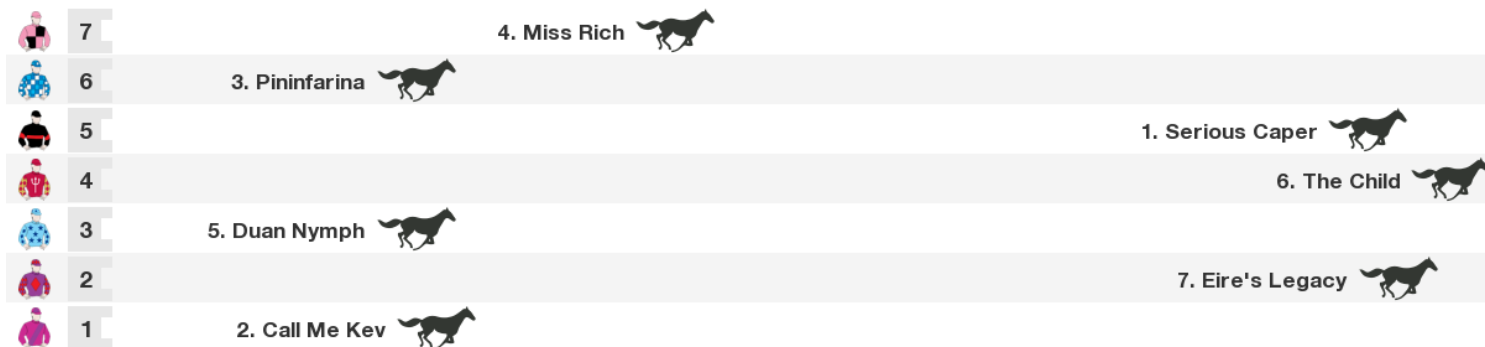 7 4. Miss Rich
6 3. Pininfarina
5 1. Serious Caper
4 6. The Child
3 5. Duan Nymph
2 7. Eire's Legacy
1 2. Call Me Kev